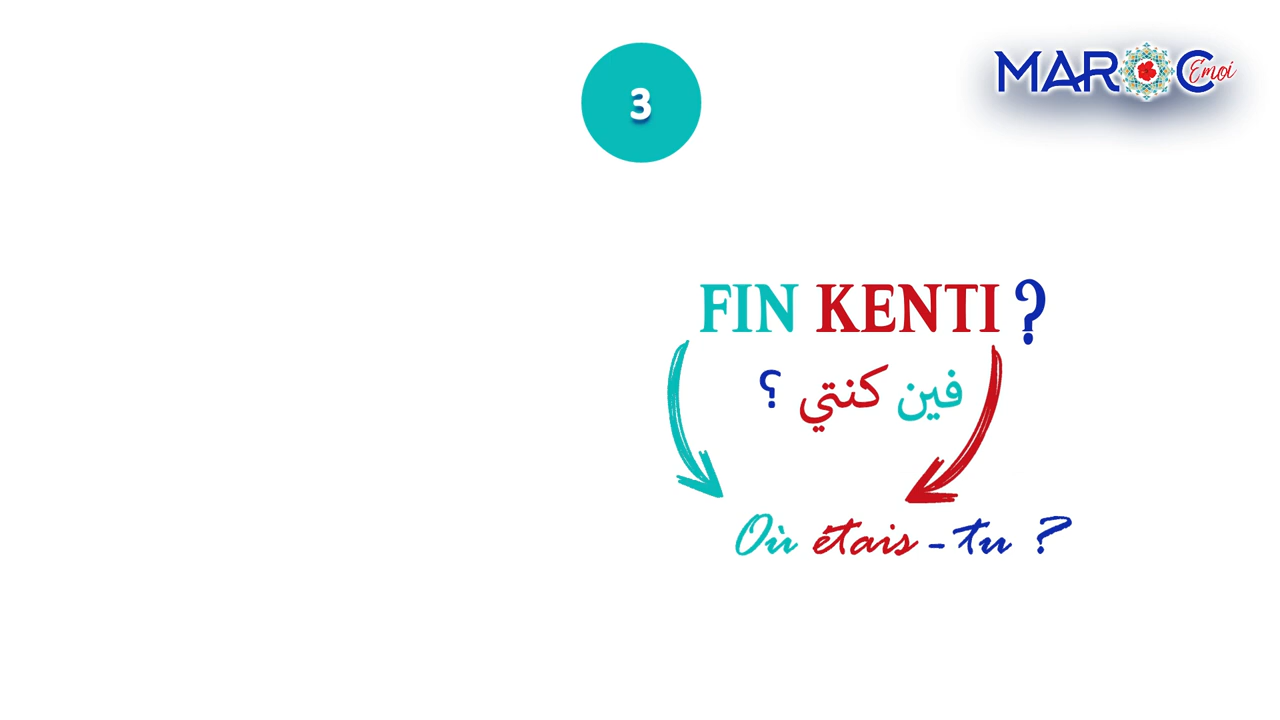 3
MAROC Emoi
FIN KENTI ?
فين كنتي ؟
Où étais - tu ?